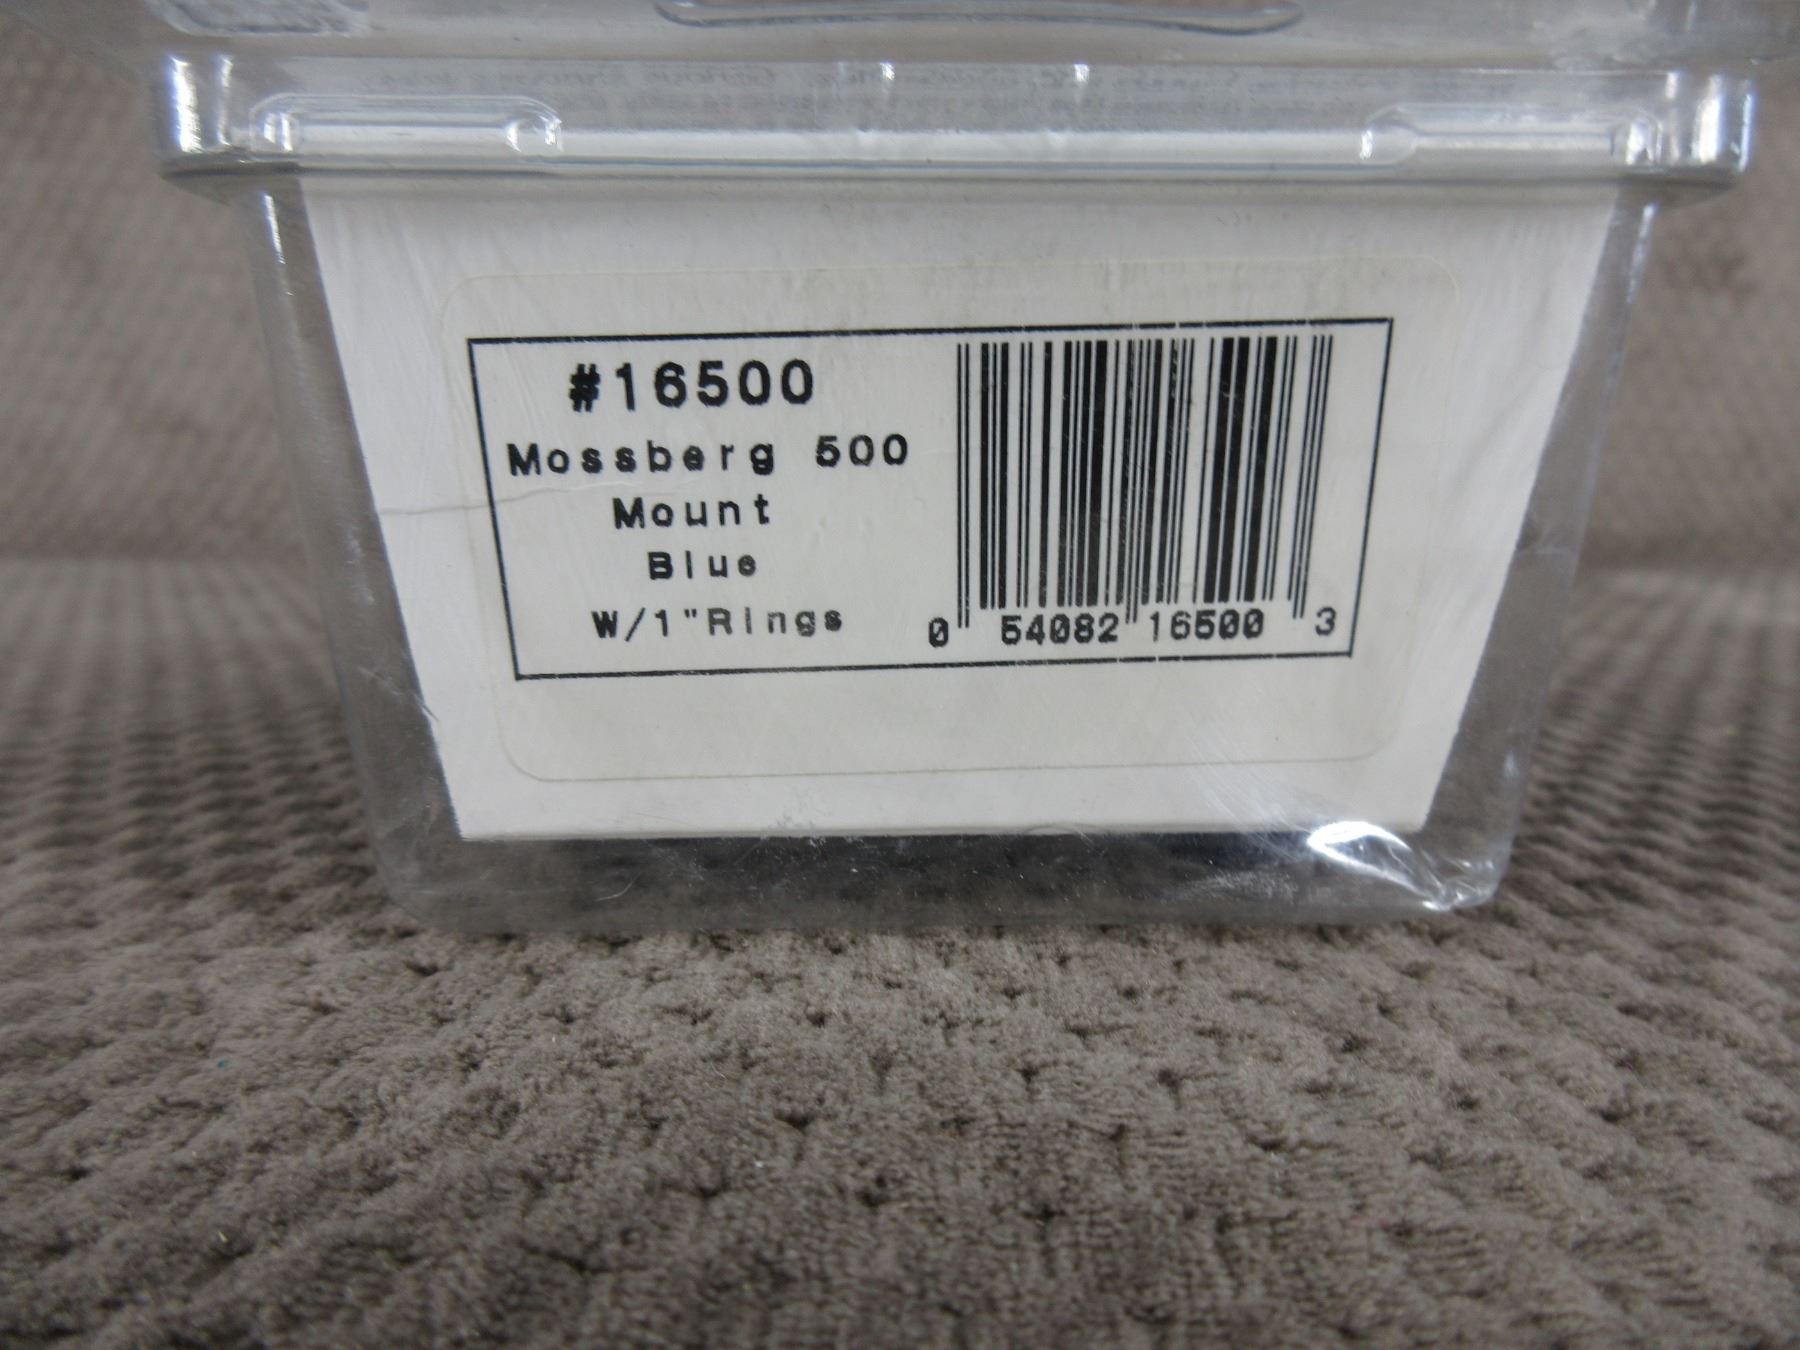 #16500
Mossberg 500
Mount
Blue
W/1"Rings
0 54082 16500 3